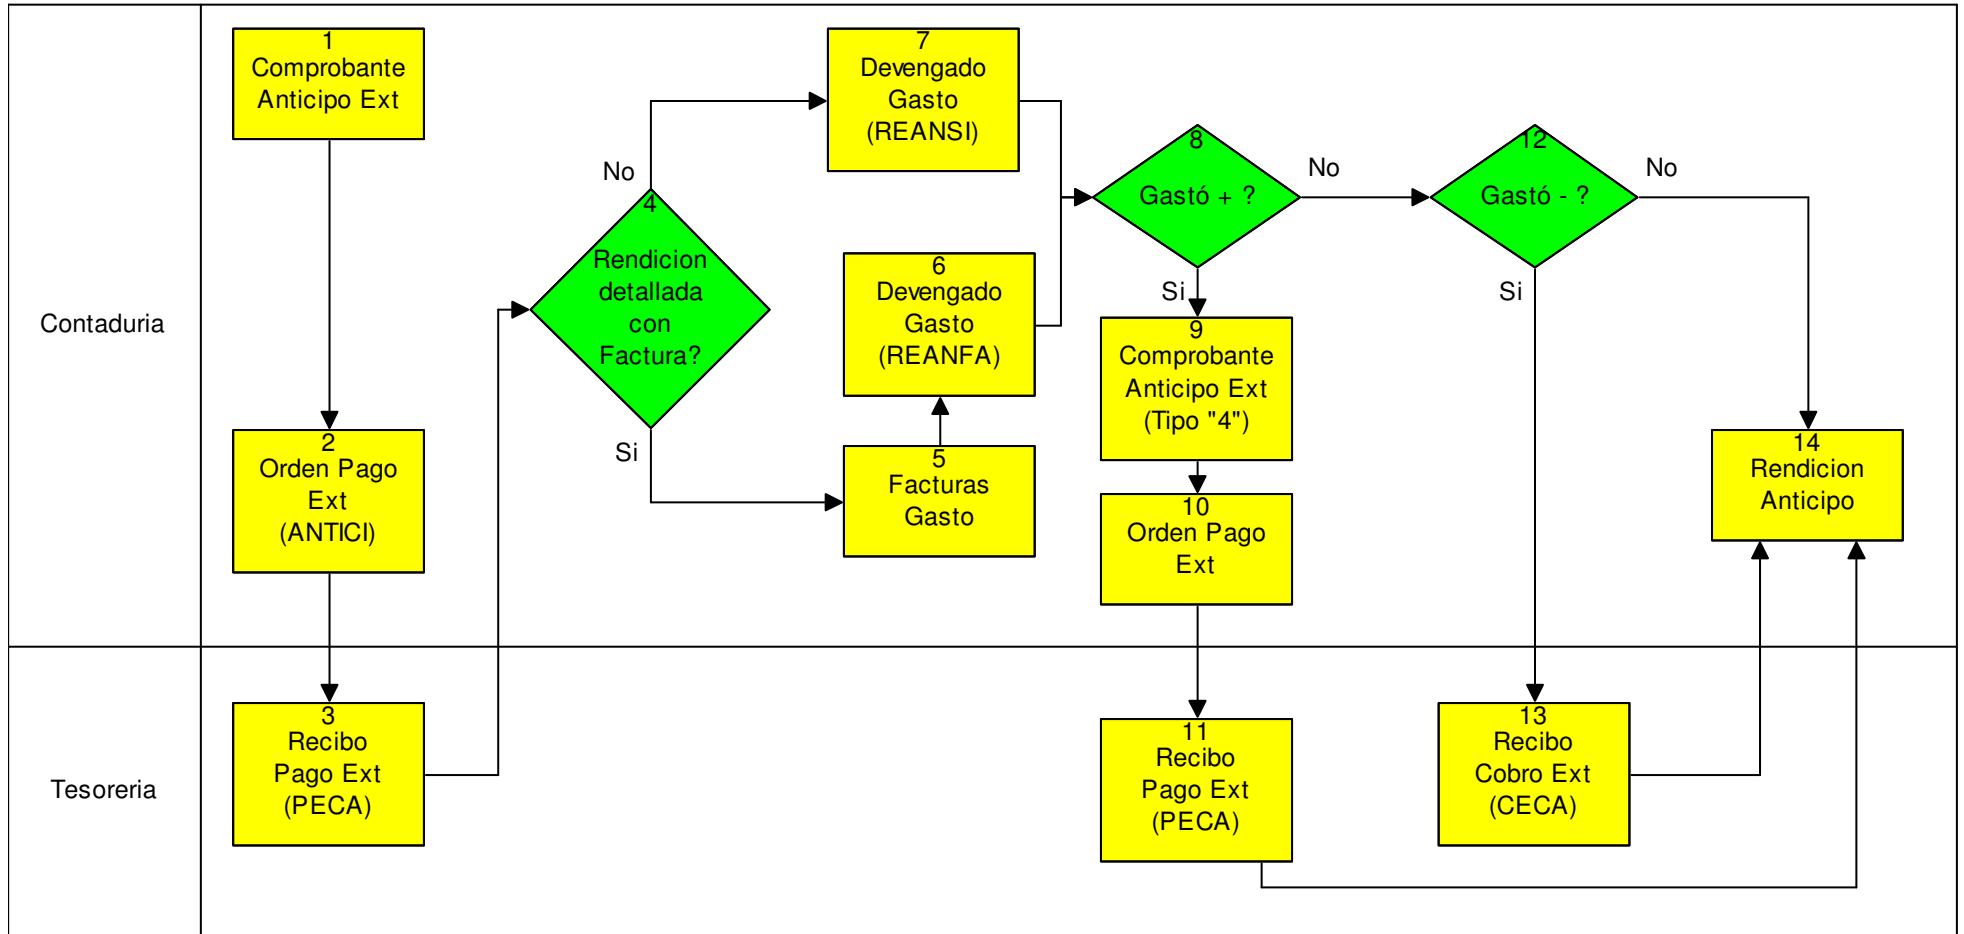 Contaduria
1
Comprobante
Anticipo Ext
2
Orden Pago
Ext
(ANTICI)
No
4
Rendicion
detallada
con
Factura?
Si
7
Devengado
Gasto
(REANSI)
6
Devengado
Gasto
(REANFA)
5
Facturas
Gasto
8
Gastó + ?
No
Si
9
Comprobante
Anticipo Ext
(Tipo "4")
10
Orden Pago
Ext
12
Gastó - ?
No
Si
14
Rendicion
Anticipo
Tesoreria
3
Recibo
Pago Ext
(PECA)
11
Recibo
Pago Ext
(PECA)
13
Recibo
Cobro Ext
(CECA)